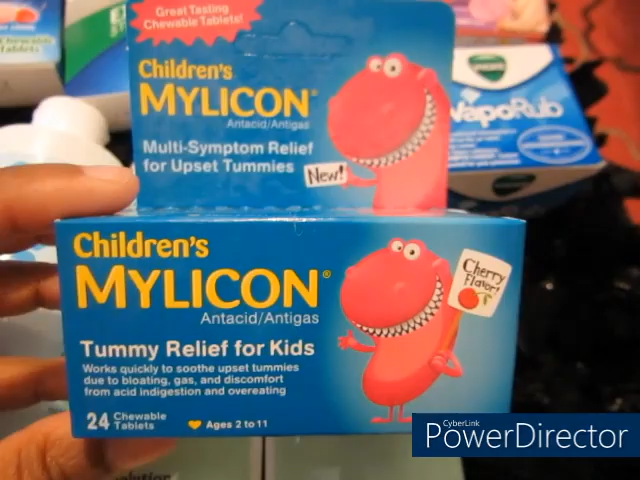 Great Tasting
Chewable Tablets!
Children's
MYLICON®
Antacid/Antigas
Multi-Symptom Relief
for Upset Tummies
New!
VapoRub
Children's
MYLICON®
Antacid/Antigas
Cherry
Flavor!
Tummy Relief for Kids
Works quickly to soothe upset tummies
due to bloating, gas, and discomfort
from acid indigestion and overeating
24 Chewable
Tablets
Ages 2 to 11
CyberLink
PowerDirector